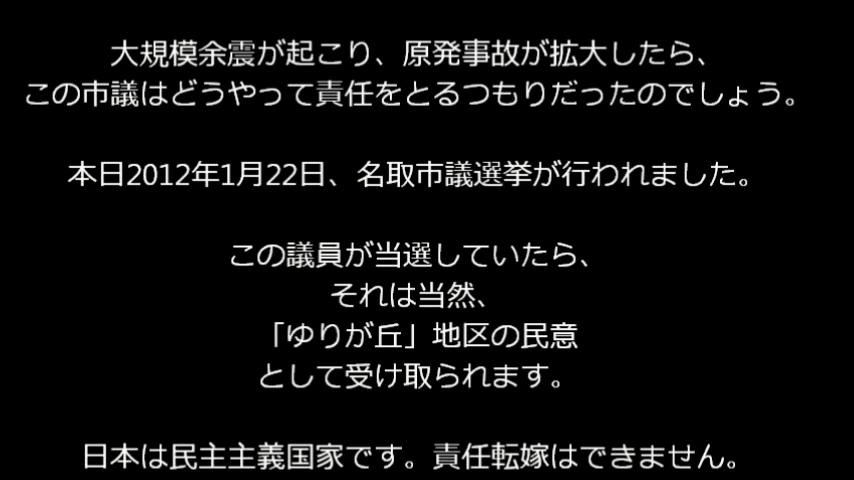 大規模余震が起こり、原発事故が拡大したら、
この市議はどうやって責任をとるつもりだったのでしょう。
本日2012年1月22日、名取市議選挙が行われました。
この議員が当選していたら、
それは当然、
「ゆりが丘」地区の民意
として受け取られます。
日本は民主主義国家です。責任転嫁はできません。